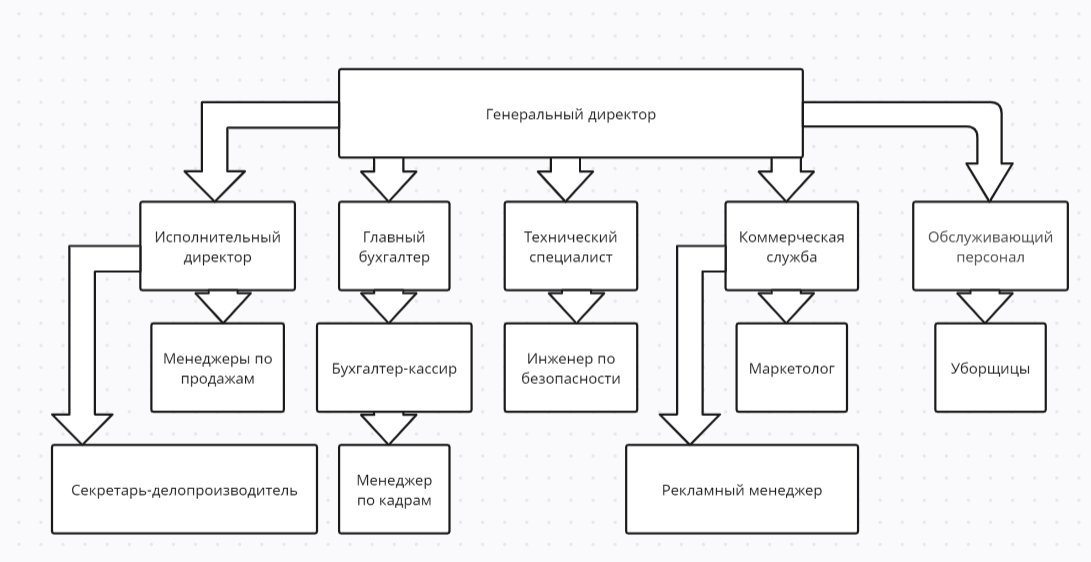 Генеральный директор
Исполнительный
директор
Главный
бухгалтер
Технический
специалист
Коммерческая
служба
Обслуживающий
персонал
Менеджеры по
продажам
Бухгалтер-кассир
Инженер по
безопасности
Маркетолог
Уборщицы
Секретарь-делопроизводитель
Менеджер
по кадрам
Рекламный менеджер